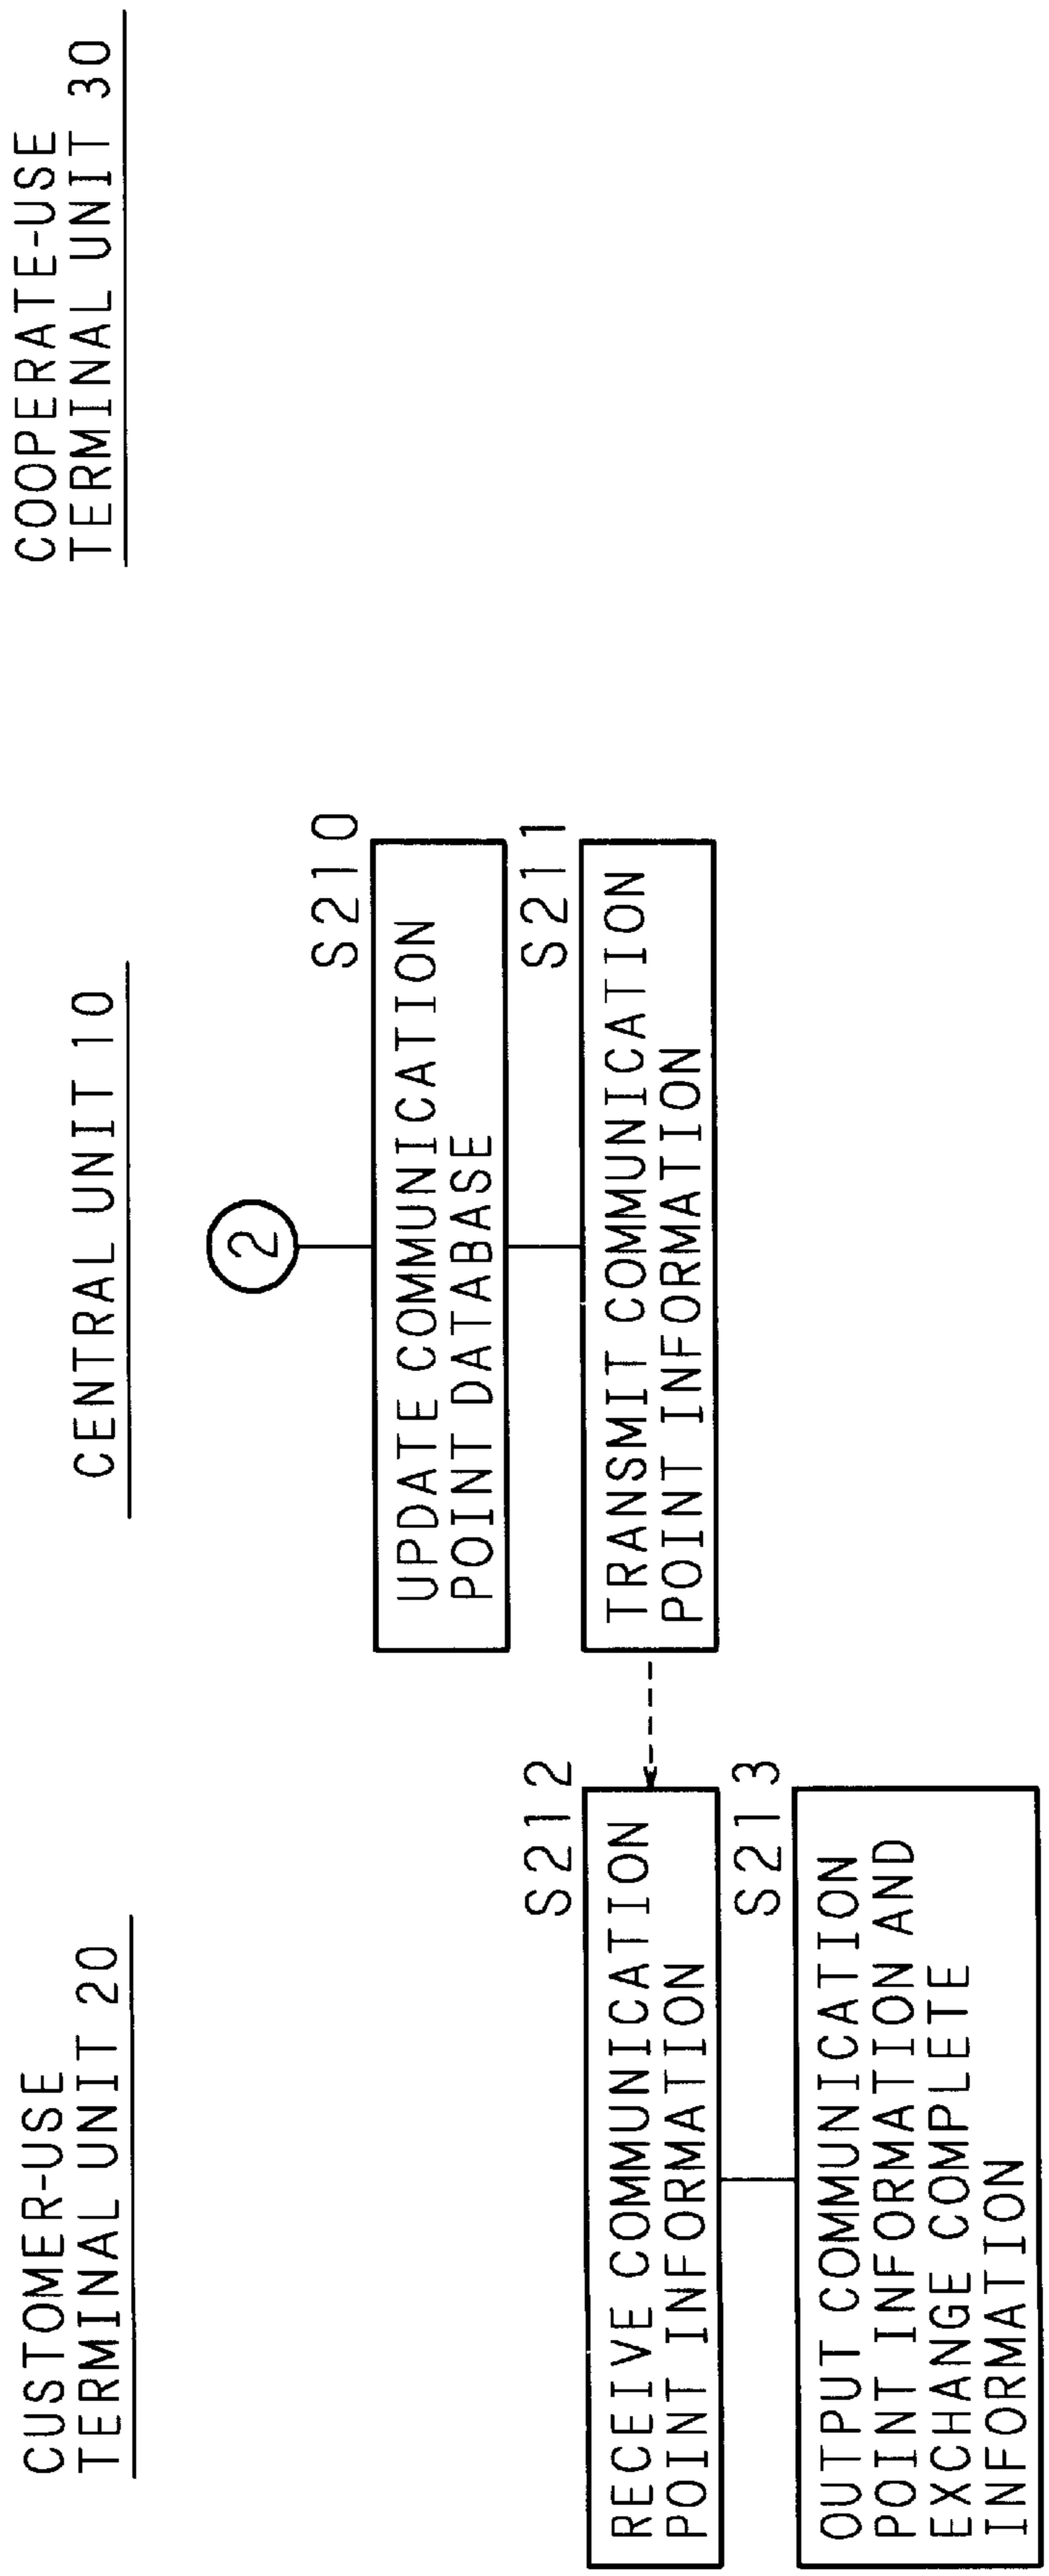 CUSTOMER-USE
TERMINAL UNIT 20
CENTRAL UNIT 10
COOPERATE-USE
TERMINAL UNIT 30
2
S210
UPDATE COMMUNICATION
POINT DATABASE
S211
TRANSMIT COMMUNICATION
POINT INFORMATION
S212
RECEIVE COMMUNICATION
POINT INFORMATION
S213
OUTPUT COMMUNICATION
POINT INFORMATION AND
EXCHANGE COMPLETE
INFORMATION